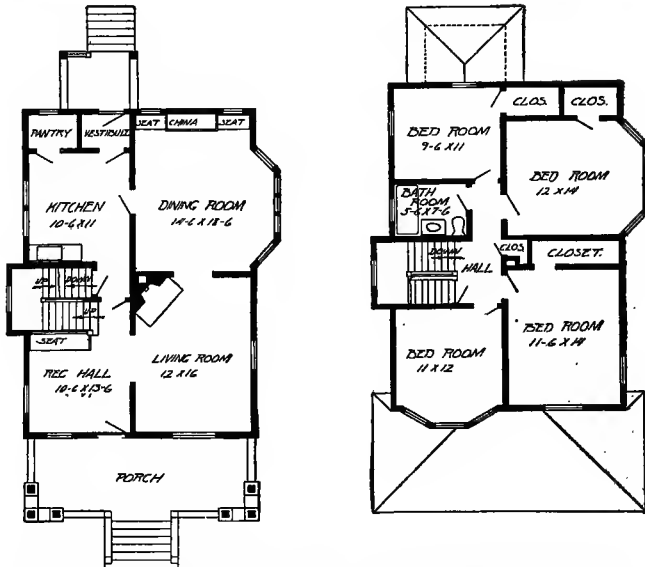 PANTRY
VESTIBULE
SEAT
CHINA
SEAT
KITCHEN
10-6 X 11
DINING ROOM
14-6 X 13-6
UP
DOWN
UP
SEAT
REC HALL
10-6 X 13-6
LIVING ROOM
12 X 16
PORCH
CLOS.
CLOS.
BED ROOM
9-6 X 11
BED ROOM
12 X 14
BATH
ROOM
5-6 X 7-6
CLOS.
CLOSET.
DOWN
HALL
BED ROOM
11 X 12
BED ROOM
11-6 X 14